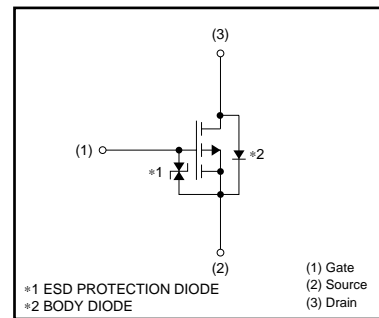 (3)
(1)
∗1
∗2
(2)
∗1 ESD PROTECTION DIODE
∗2 BODY DIODE
(1) Gate
(2) Source
(3) Drain